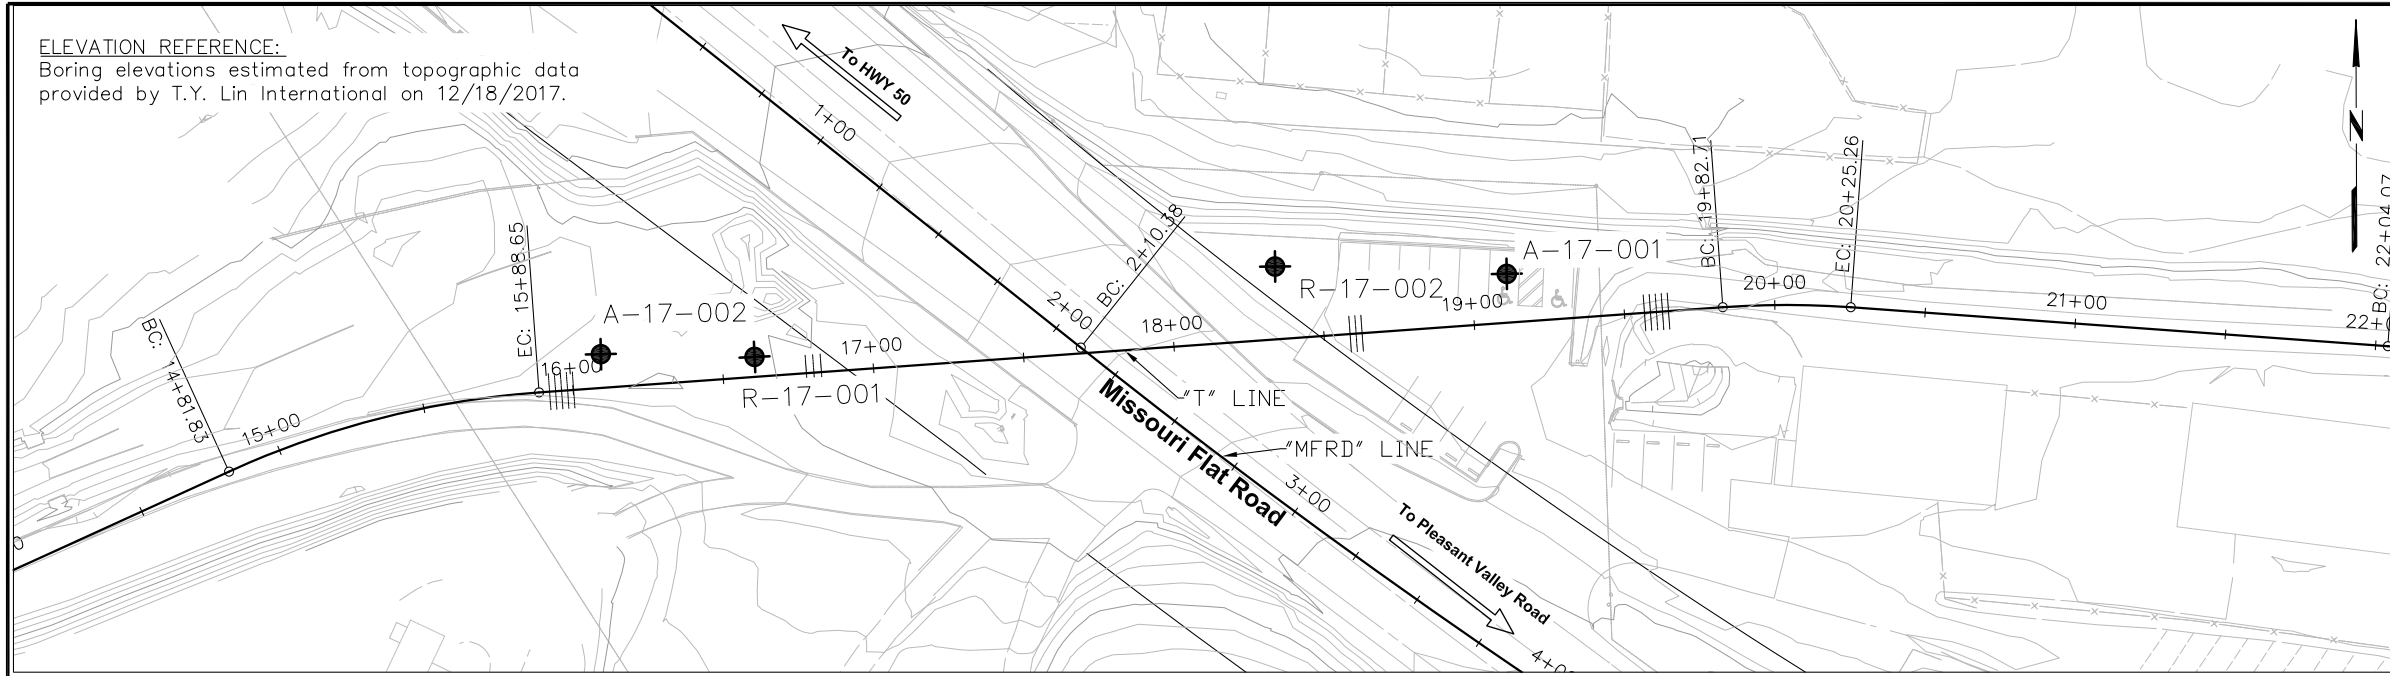 ELEVATION REFERENCE:
Boring elevations estimated from topographic data
provided by T.Y. Lin International on 12/18/2017.
To HWY 50
1+00
N
BC: 19+82.71
EC: 20+25.26
BC: 22+04.07
BC: 2+10.38
EC: 15+88.65
A-17-001
R-17-002
19+00
20+00
21+00
2+00
18+00
A-17-002
16+00
17+00
R-17-001
BC: 14+81.83
15+00
"T" LINE
"MFRD" LINE
Missouri Flat Road
3+00
To Pleasant Valley Road